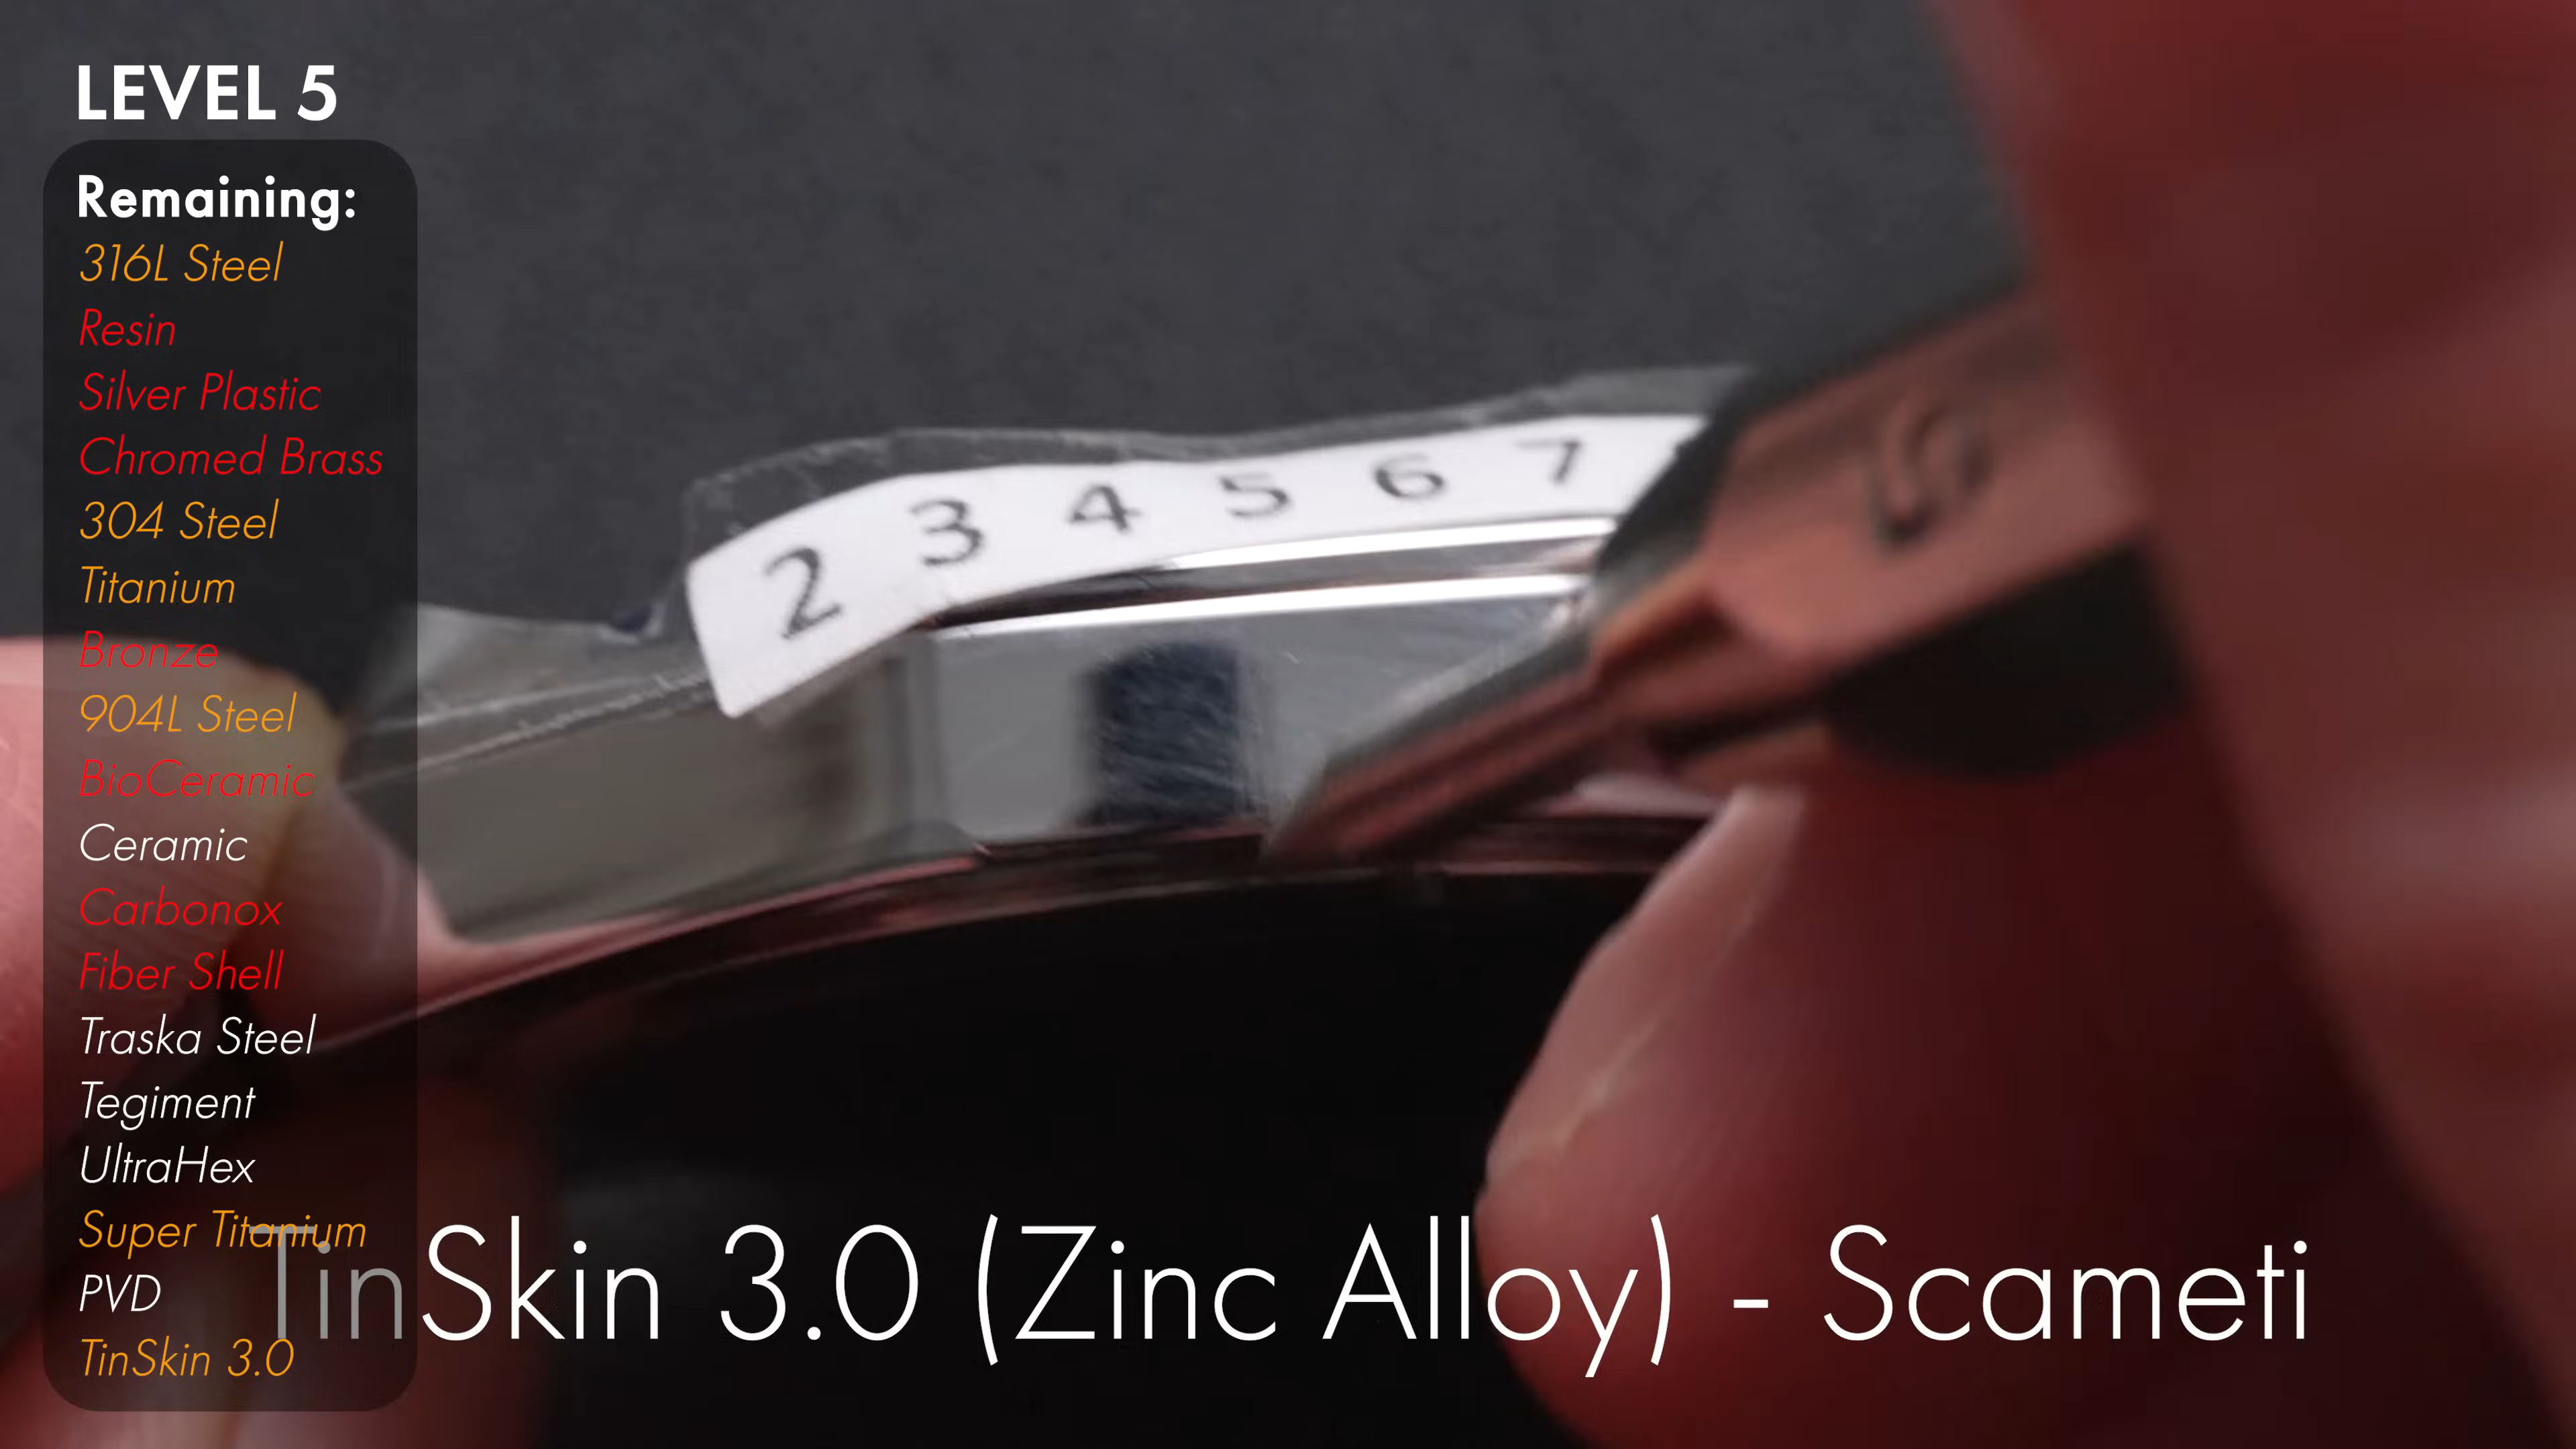 LEVEL 5
Remaining:
316L Steel
Resin
Silver Plastic
Chromed Brass
304 Steel
Titanium
Bronze
904L Steel
BioCeramic
Ceramic
Carbonox
Fiber Shell
Traska Steel
Tegiment
UltraHex
Super Titanium
PVD
TinSkin 3.0
2 3 4 5 6 7
5
TinSkin 3.0 (Zinc Alloy) - Scameti